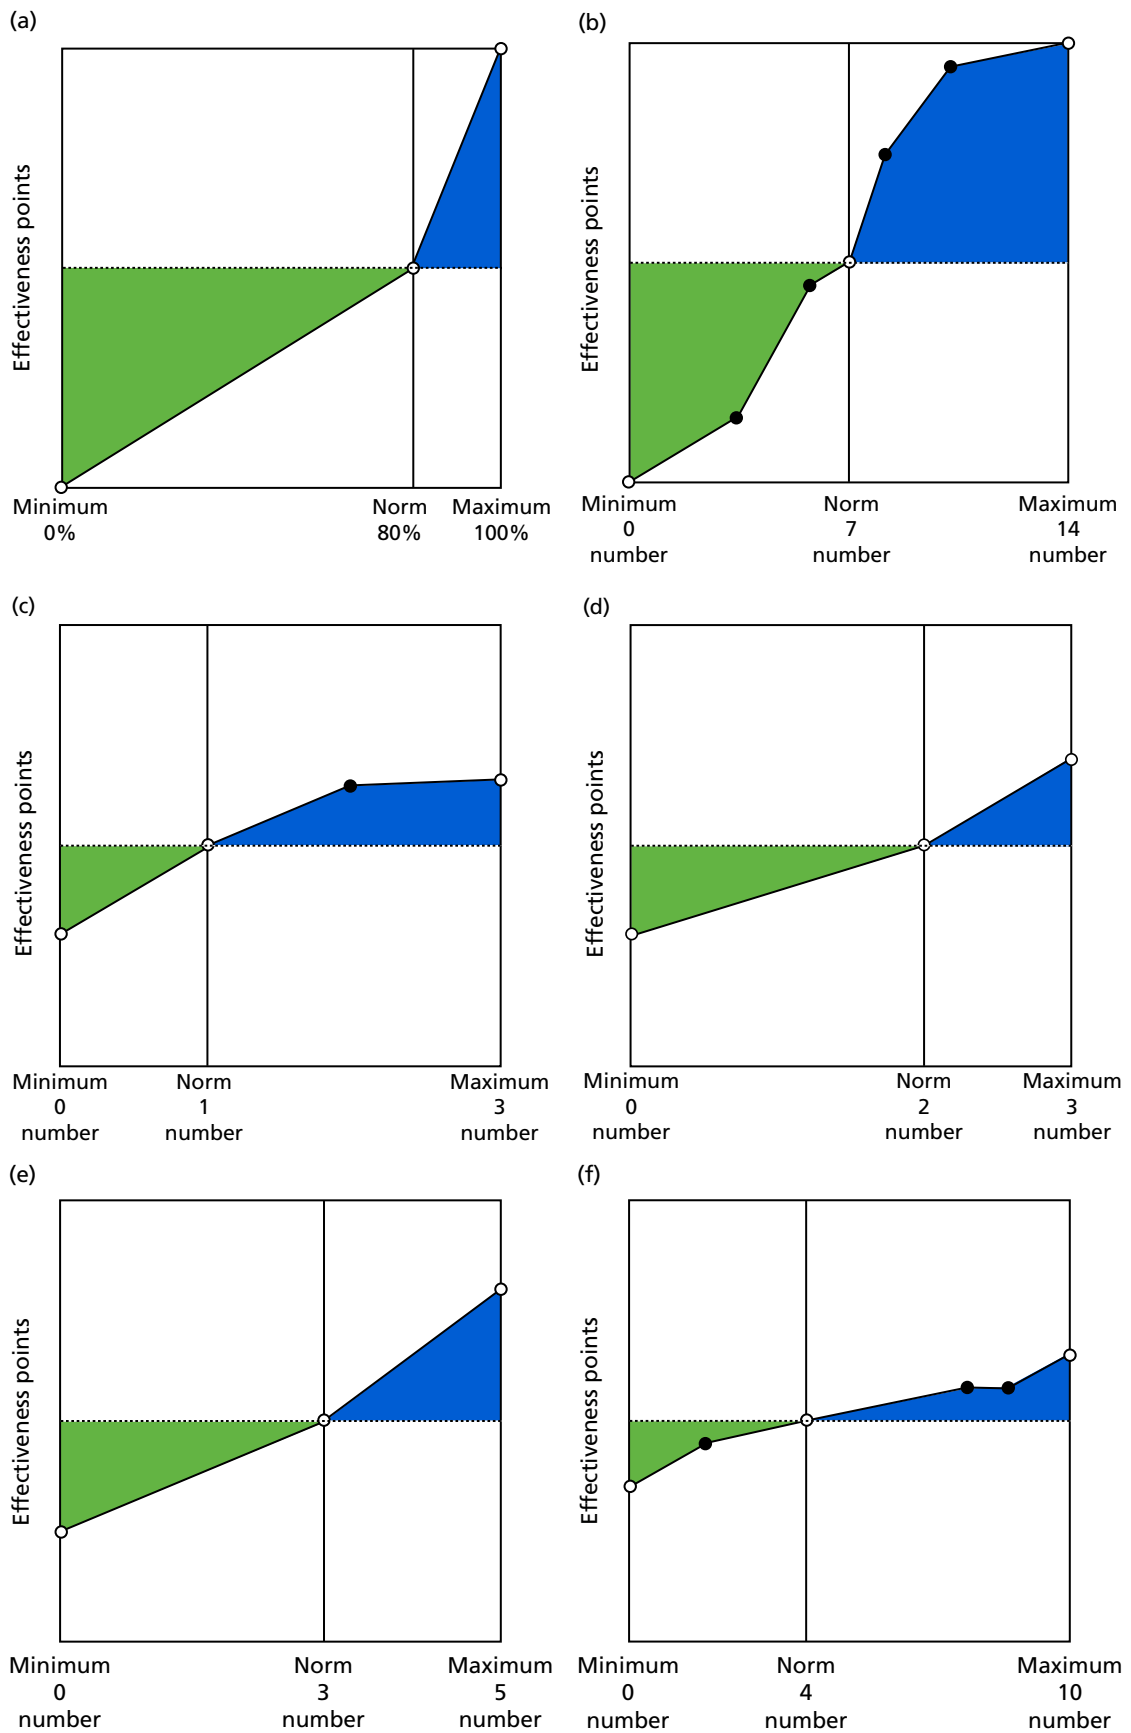 (a)
Effectiveness points
Minimum
0%
Norm
80%
Maximum
100%
(b)
Effectiveness points
Minimum
0
number
Norm
7
number
Maximum
14
number
(c)
Effectiveness points
Minimum
0
number
Norm
1
number
Maximum
3
number
(d)
Effectiveness points
Minimum
0
number
Norm
2
number
Maximum
3
number
(e)
Effectiveness points
Minimum
0
number
Norm
3
number
Maximum
5
number
(f)
Effectiveness points
Minimum
0
number
Norm
4
number
Maximum
10
number